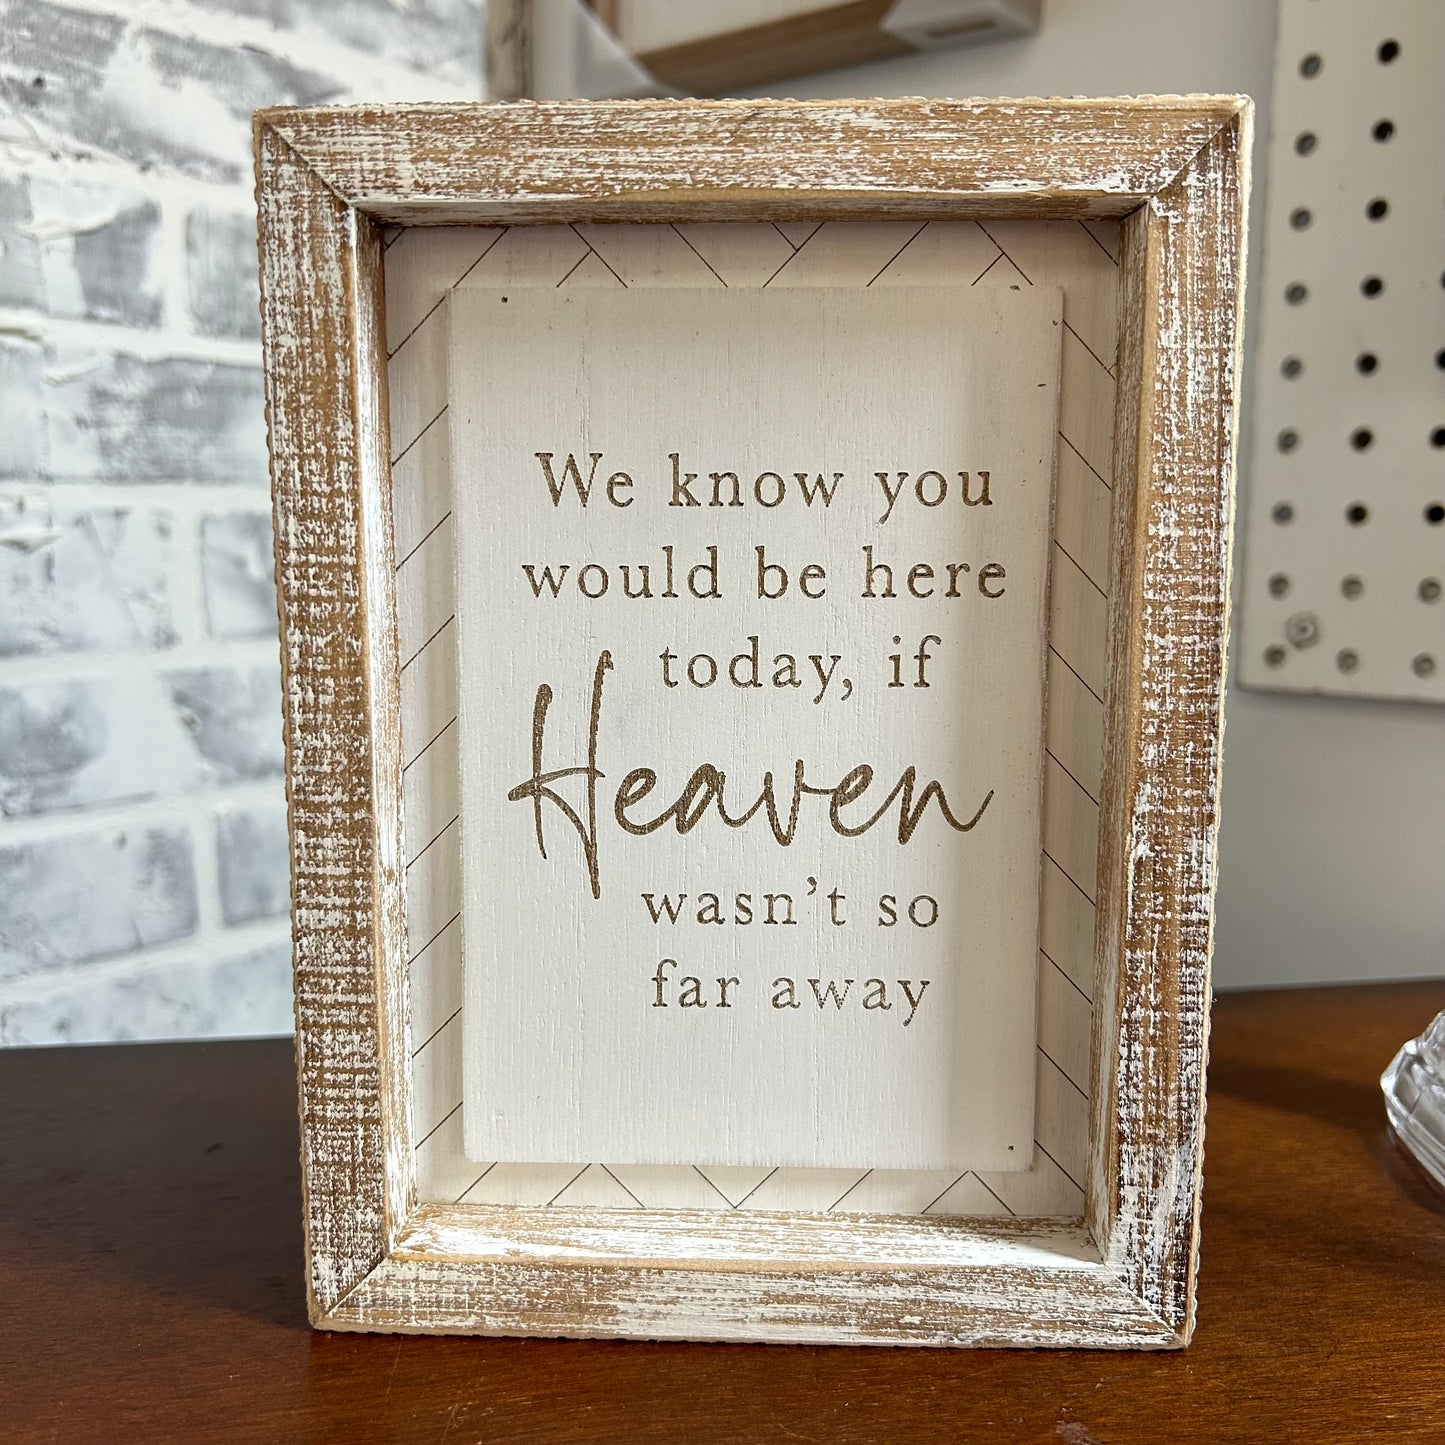 We know you
would be here
today, if
Heaven
wasn't so
far away